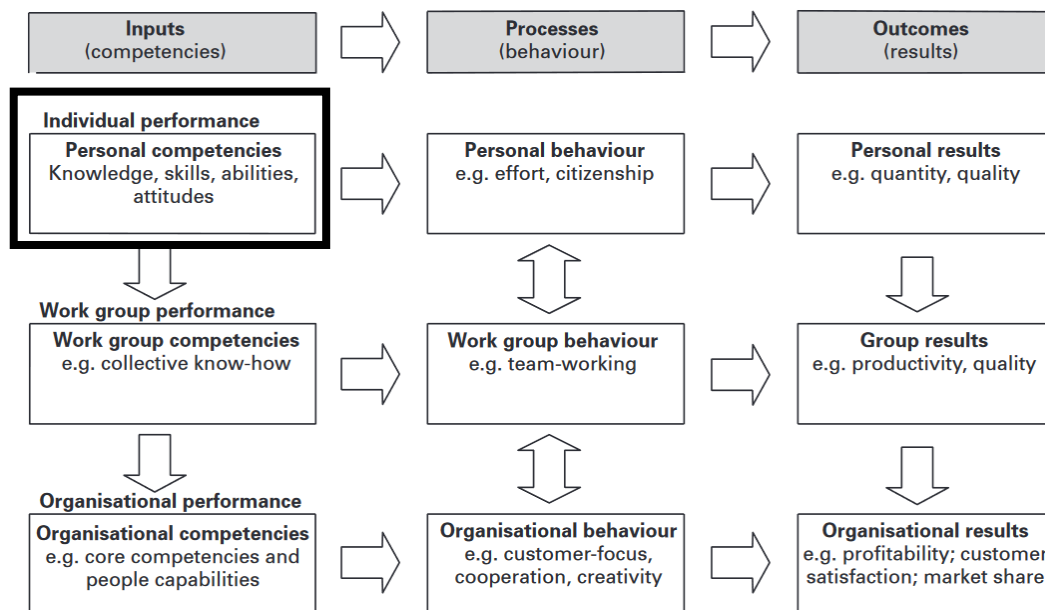 Inputs
(competencies)
Processes
(behaviour)
Outcomes
(results)
Individual performance
Personal competencies
Knowledge, skills, abilities,
attitudes
Personal behaviour
e.g. effort, citizenship
Personal results
e.g. quantity, quality
Work group performance
Work group competencies
e.g. collective know-how
Work group behaviour
e.g. team-working
Group results
e.g. productivity, quality
Organisational performance
Organisational competencies
e.g. core competencies and
people capabilities
Organisational behaviour
e.g. customer-focus,
cooperation, creativity
Organisational results
e.g. profitability; customer
satisfaction; market share